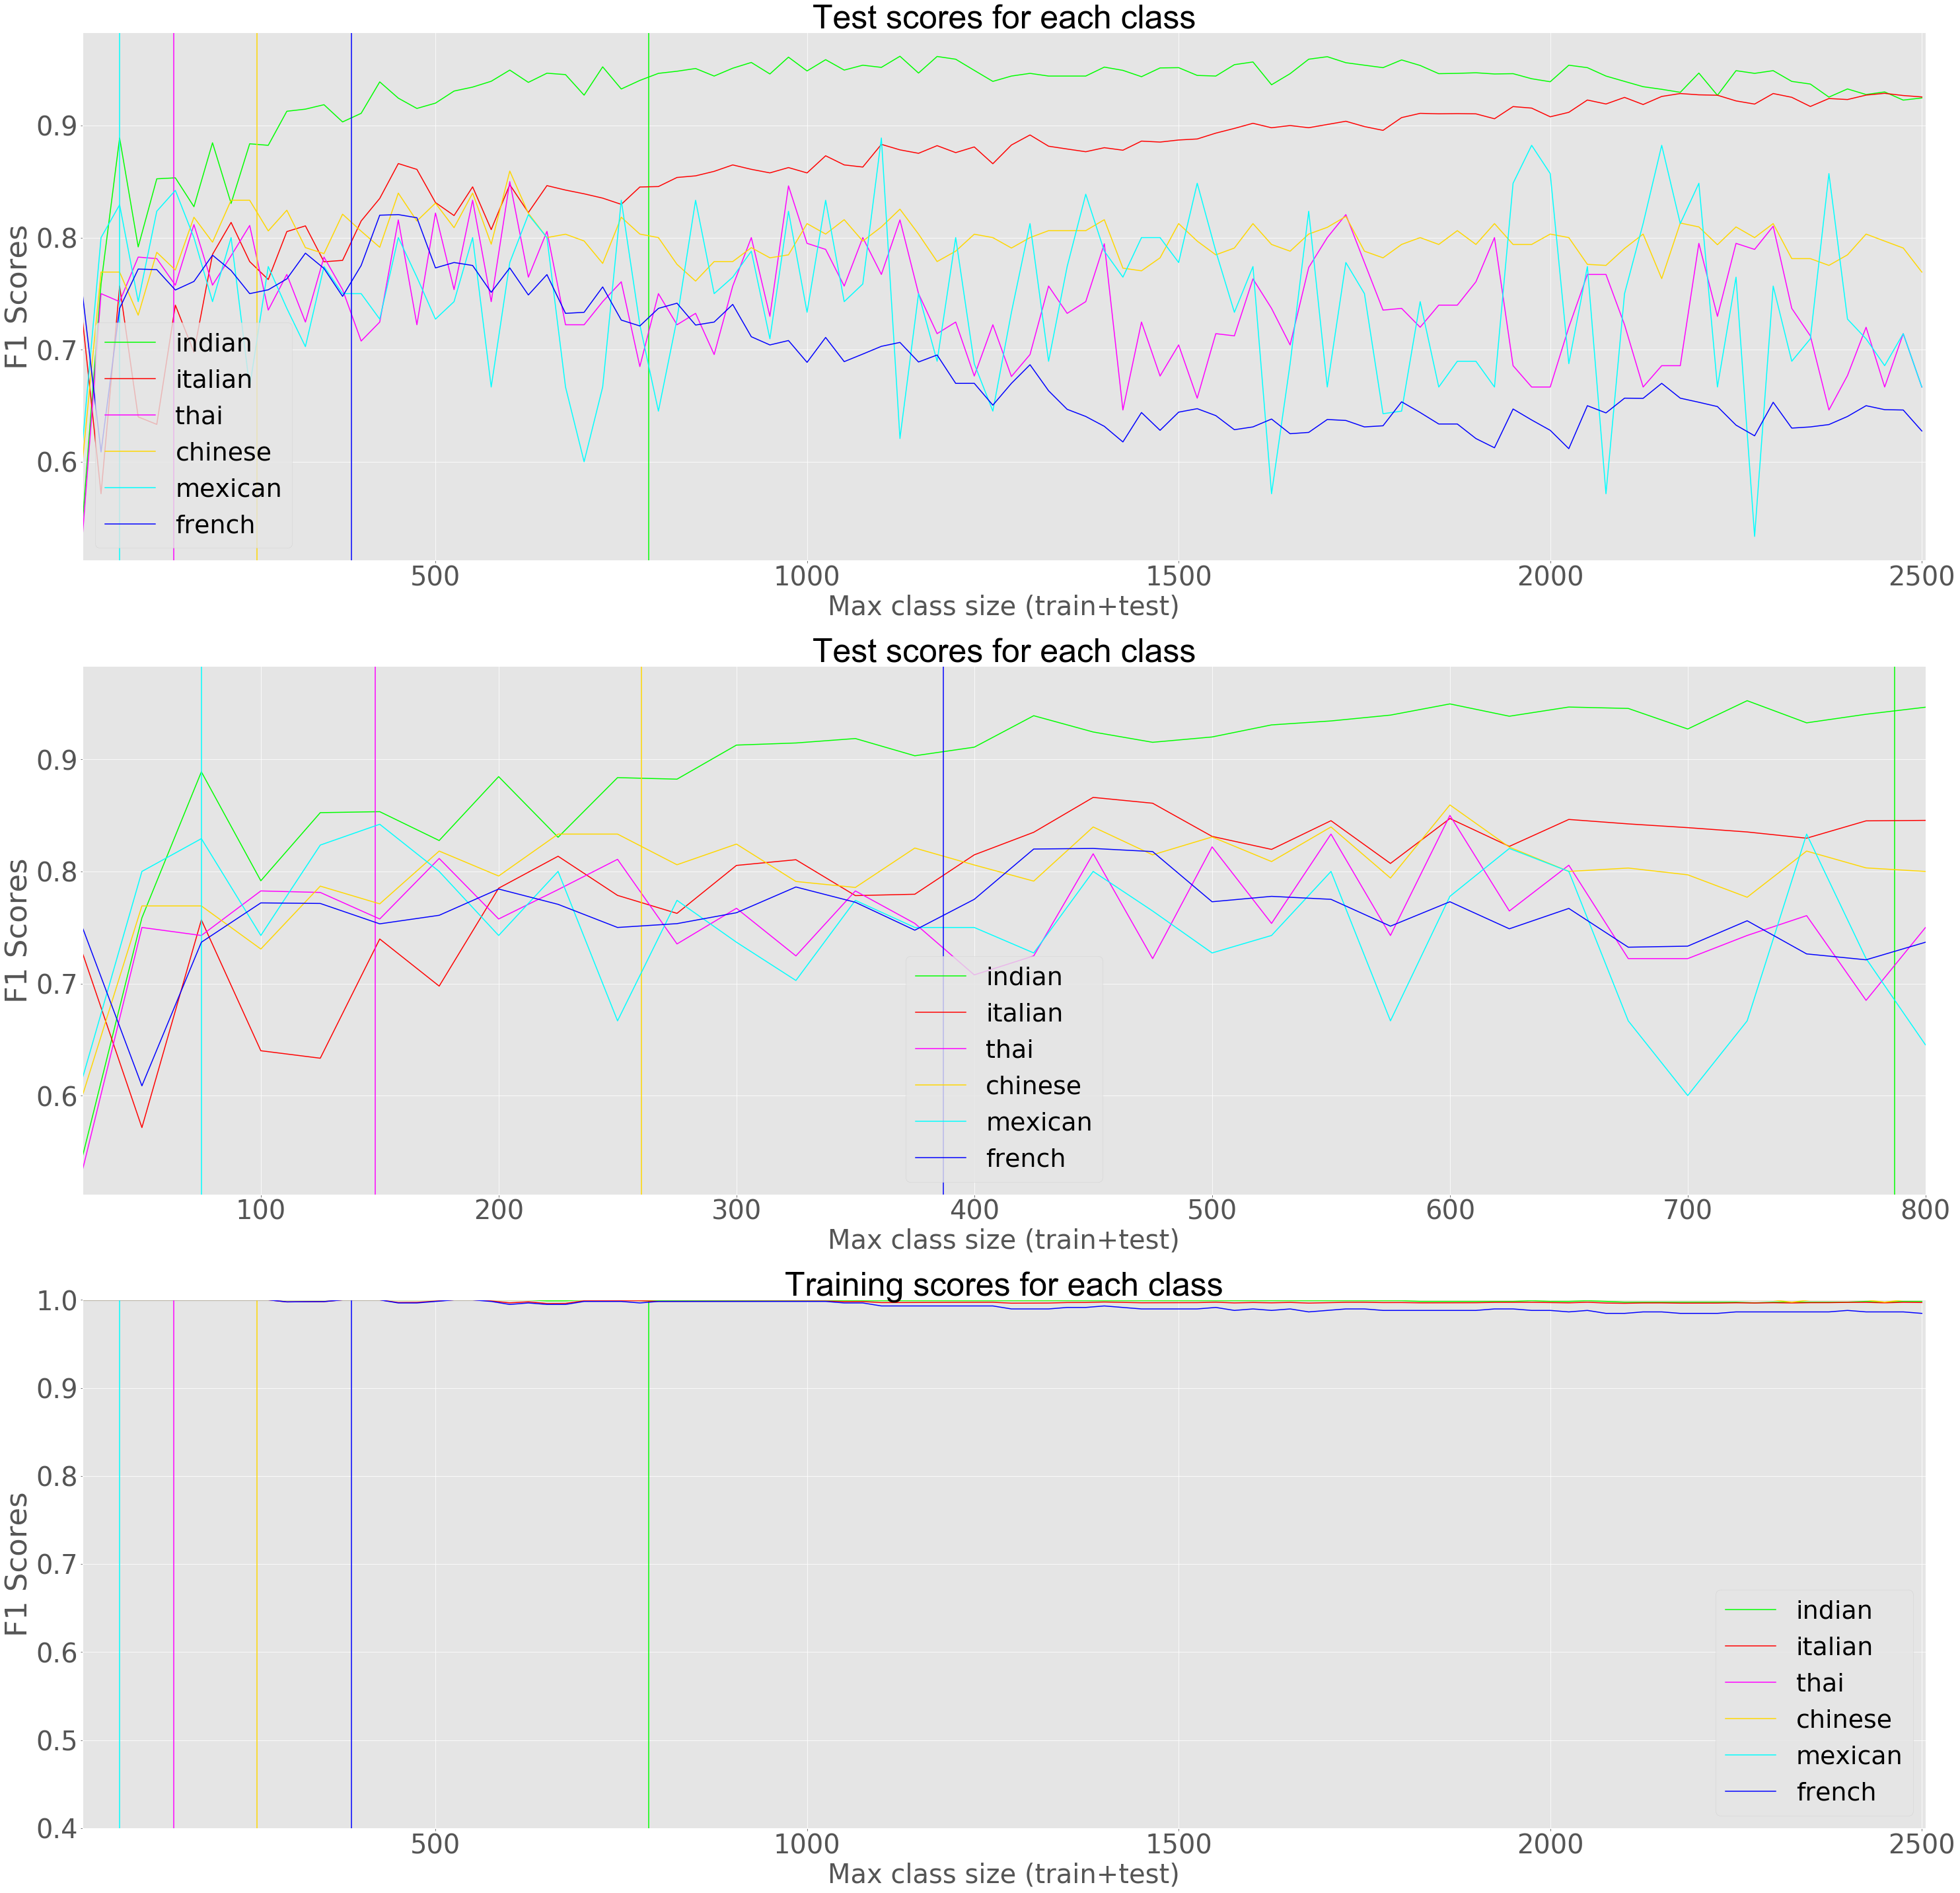 Test scores for each class
F1 Scores
0.9
0.8
0.7
0.6
indian
italian
thai
chinese
mexican
french
500 1000 1500 2000 2500
Max class size (train+test)
Test scores for each class
F1 Scores
0.9
0.8
0.7
0.6
indian
italian
thai
chinese
mexican
french
100 200 300 400 500 600 700 800
Max class size (train+test)
Training scores for each class
F1 Scores
1.0
0.9
0.8
0.7
0.6
0.5
0.4
indian
italian
thai
chinese
mexican
french
500 1000 1500 2000 2500
Max class size (train+test)